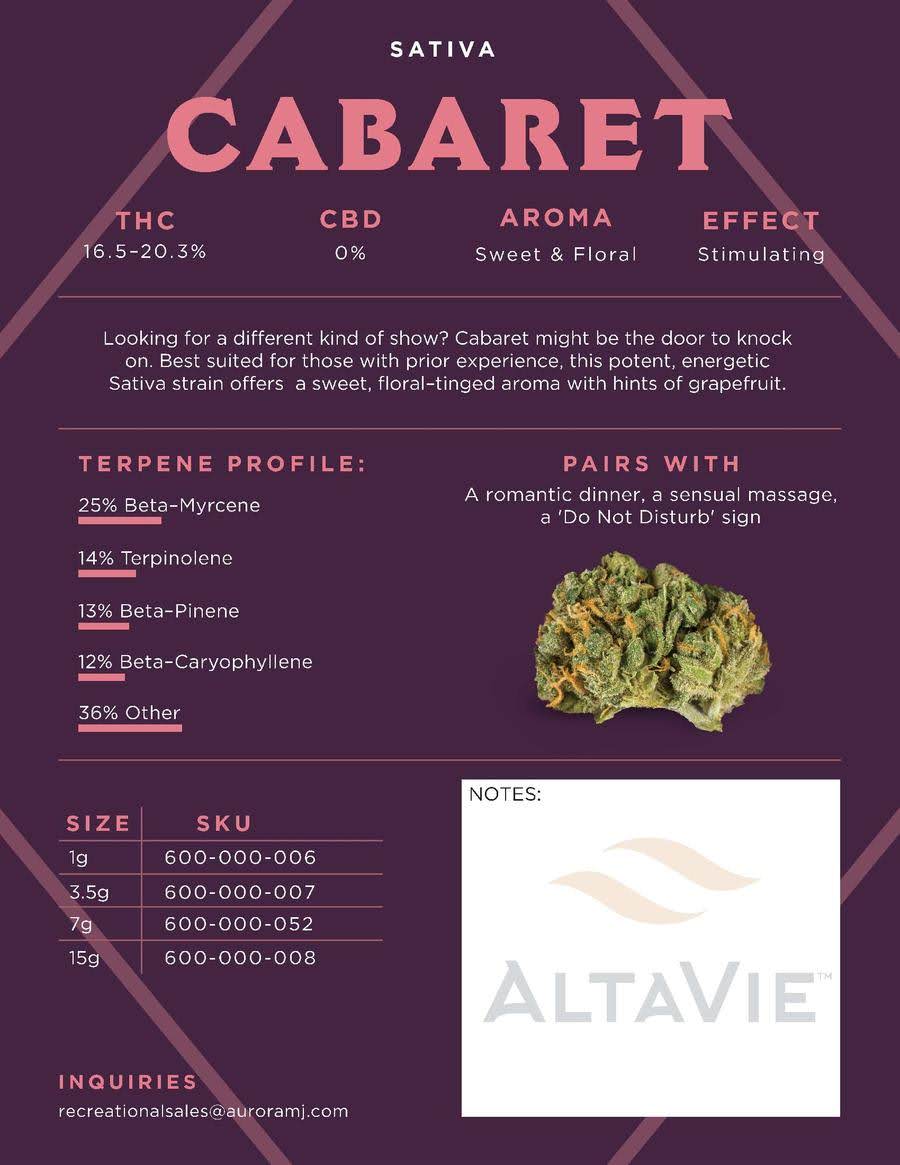 SATIVA
CABARET
THC CBD AROMA EFFECT
16.5–20.3% 0% Sweet & Floral Stimulating
Looking for a different kind of show? Cabaret might be the door to knock
on. Best suited for those with prior experience, this potent, energetic
Sativa strain offers a sweet, floral–tinged aroma with hints of grapefruit.
TERPENE PROFILE:
25% Beta–Myrcene
14% Terpinolene
13% Beta–Pinene
12% Beta–Caryophyllene
36% Other
PAIRS WITH
A romantic dinner, a sensual massage,
a 'Do Not Disturb' sign
SIZE SKU
1g 600-000-006
3.5g 600-000-007
7g 600-000-052
15g 600-000-008
NOTES:
ALTAVIE™
INQUIRIES
recreationalsales@auroramj.com